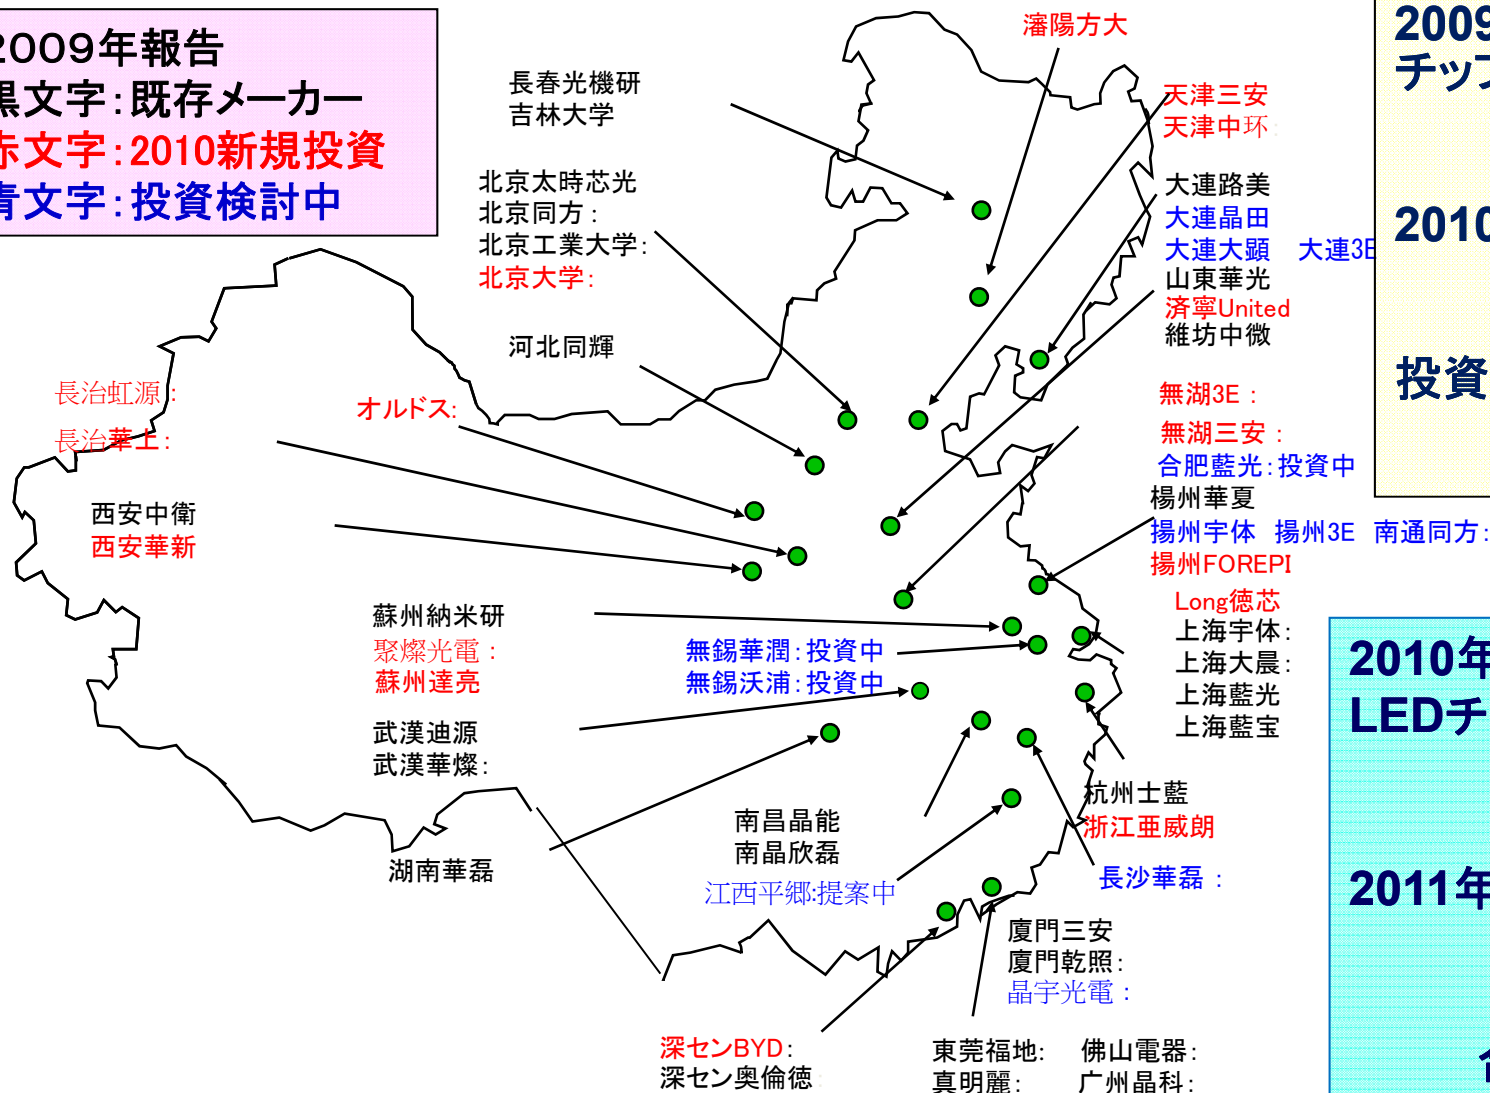 2009年報告
黒文字：既存メーカー
赤文字：2010新規投資
青文字：投資検討中
瀋陽方大
長春光機研
吉林大学
天津三安
天津中环：
北京太時芯光
北京同方：
北京工業大学：
北京大学：
大連路美
大連晶田
大連大顕　大連3E
山東華光
済寧United
維坊中微
河北同輝
長治虹源：
長治華上：
オルドス：
無湖3E：
無湖三安：
合肥藍光：投資中
西安中衛
西安華新
楊州華夏
揚州宇体　揚州3E　南通同方：
揚州FOREPI
蘇州納米研
聚燦光電：
蘇州達亮
無錫華潤：投資中
無錫沃浦：投資中
Long徳芯
上海宇体：
上海大晨：
上海藍光
上海藍宝
武漢迪源
武漢華燦：
杭州士藍
浙江亜威朗
南昌晶能
南晶欣磊
湖南華磊
江西平郷:提案中
長沙華磊：
廈門三安
廈門乾照：
晶宇光電：
深センBYD：
深セン奥倫徳
東莞福地：　佛山電器：
真明麗：　广州晶科：
2009
チップ
2010
投資
2010年
LEDチ
2011年